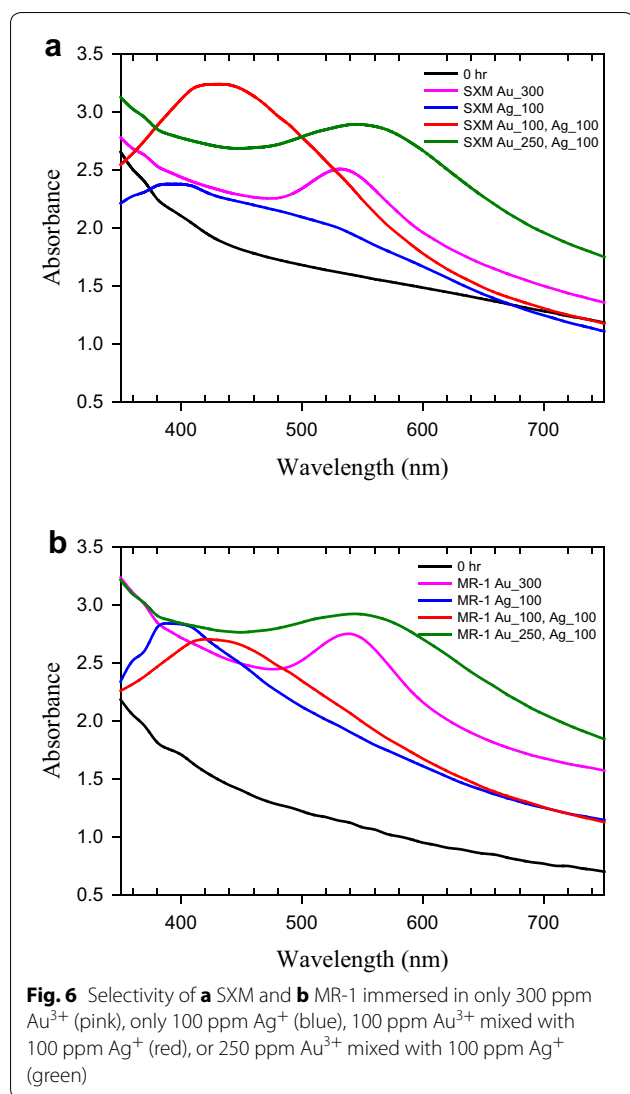 a
3.5
3.0
2.5
2.0
1.5
1.0
0.5
Absorbance
0 hr
SXM Au_300
SXM Ag_100
SXM Au_100, Ag_100
SXM Au_250, Ag_100
400 500 600 700
Wavelength (nm)
b
3.5
3.0
2.5
2.0
1.5
1.0
0.5
Absorbance
0 hr
MR-1 Au_300
MR-1 Ag_100
MR-1 Au_100, Ag_100
MR-1 Au_250, Ag_100
400 500 600 700
Wavelength (nm)
Fig. 6 Selectivity of a SXM and b MR-1 immersed in only 300 ppm
Au³⁺ (pink), only 100 ppm Ag⁺ (blue), 100 ppm Au³⁺ mixed with
100 ppm Ag⁺ (red), or 250 ppm Au³⁺ mixed with 100 ppm Ag⁺
(green)